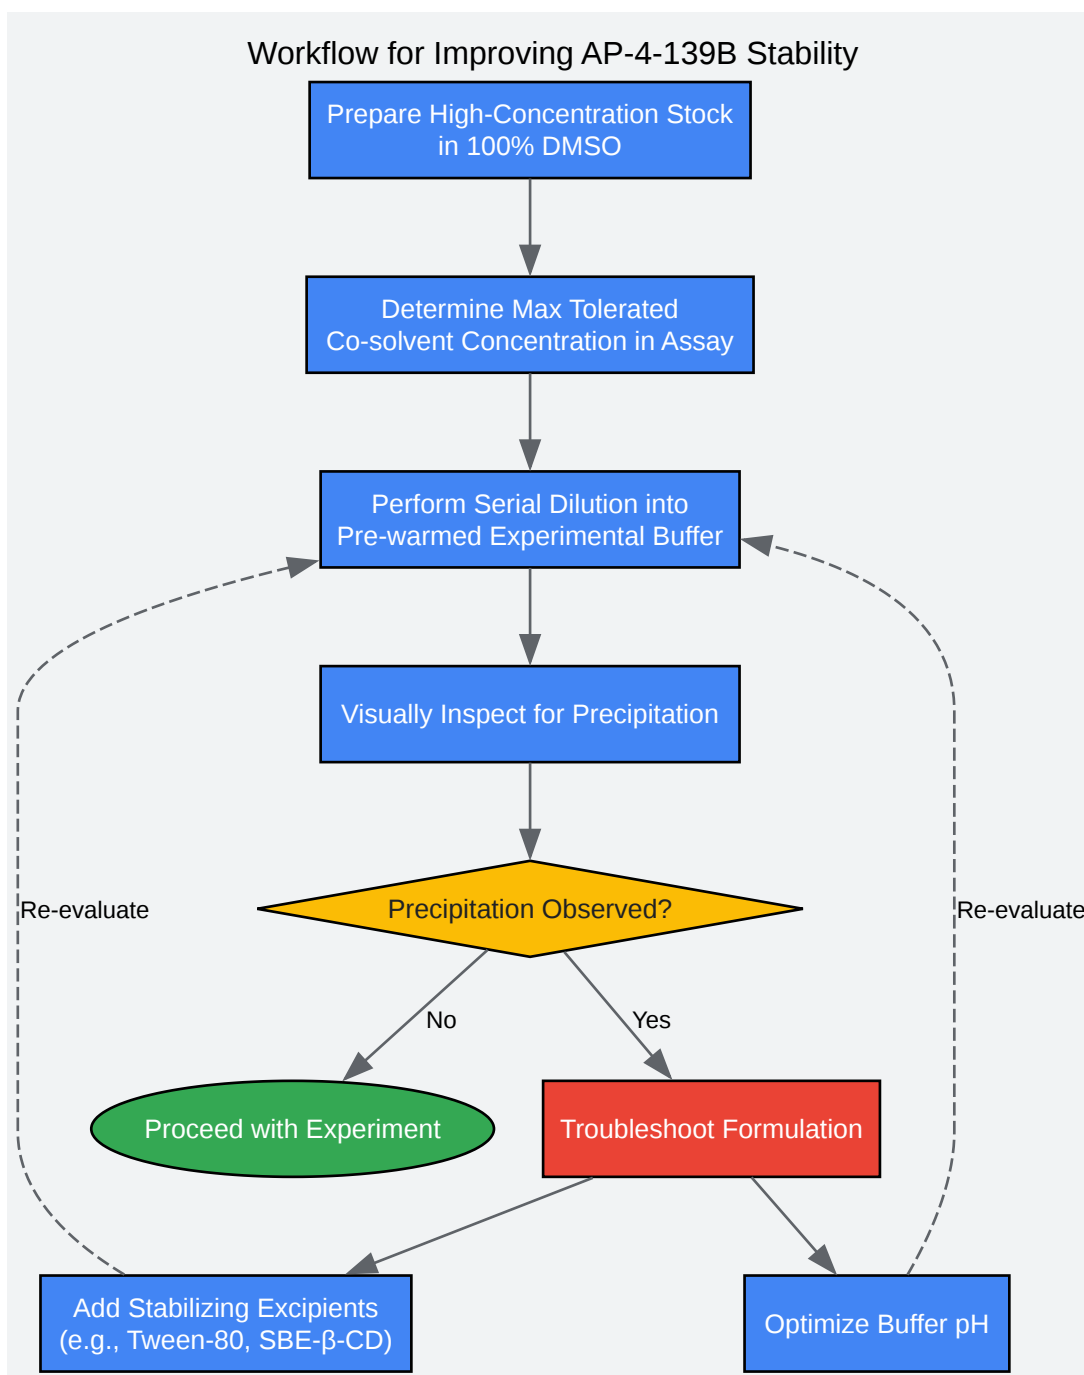 Workflow for Improving AP-4-139B Stability
Prepare High-Concentration Stock
in 100% DMSO
Determine Max Tolerated
Co-solvent Concentration in Assay
Perform Serial Dilution into
Pre-warmed Experimental Buffer
Visually Inspect for Precipitation
Precipitation Observed?
Re-evaluate
Re-evaluate
No
Yes
Proceed with Experiment
Troubleshoot Formulation
Add Stabilizing Excipients
(e.g., Tween-80, SBE-β-CD)
Optimize Buffer pH